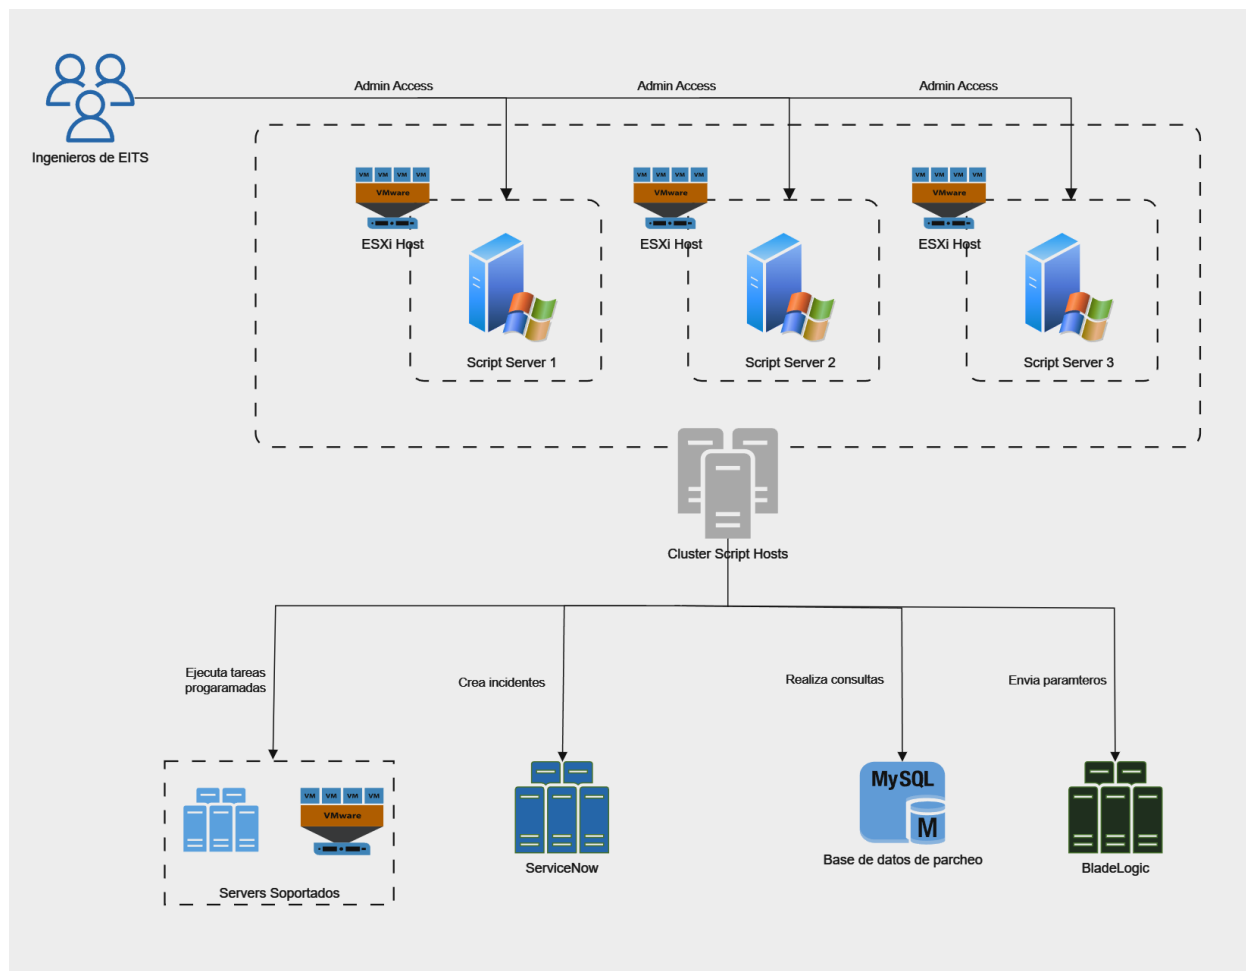 Admin Access
Admin Access
Admin Access
Ingenieros de EITS
VM VM VM VM
VMware
ESXi Host
VM VM VM VM
VMware
ESXi Host
VM VM VM VM
VMware
ESXi Host
Script Server 1
Script Server 2
Script Server 3
Cluster Script Hosts
Ejecuta tareas
progaramadas
Crea incidentes
Realiza consultas
Envia paramteros
VM VM VM VM
VMware
Servers Soportados
ServiceNow
MySQL
M
Base de datos de parcheo
BladeLogic